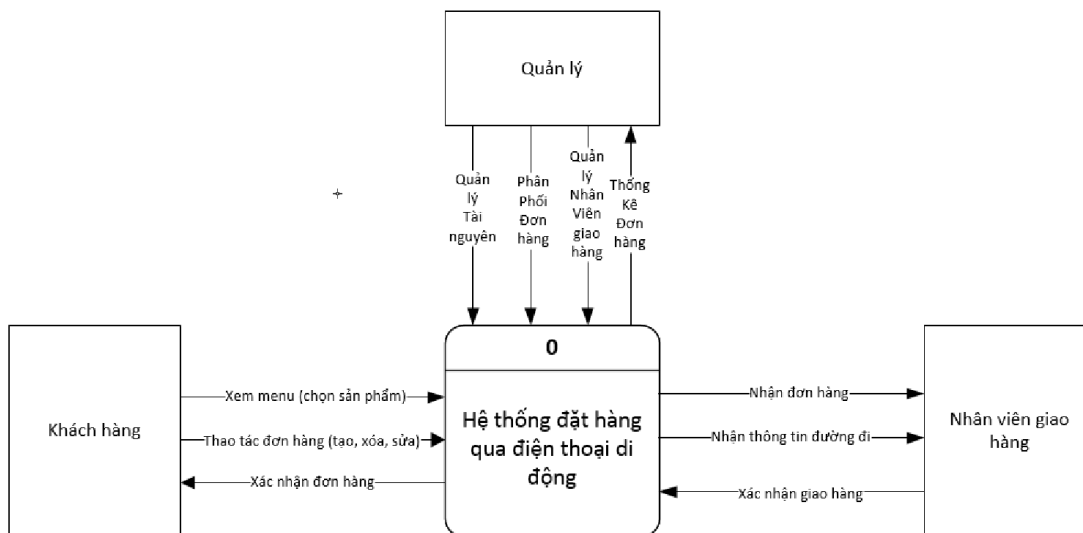 Quản lý
Quản
lý
Tài
nguyên
Phân
Phối
Đơn
hàng
Quản
lý
Nhân
Viên
giao
hàng
Thống
Kê
Đơn
hàng
Khách hàng
Xem menu (chọn sản phẩm)
Thao tác đơn hàng (tạo, xóa, sửa)
Xác nhận đơn hàng
0
Hệ thống đặt hàng
qua điện thoại di
động
Nhận đơn hàng
Nhận thông tin đường đi
Xác nhận giao hàng
Nhân viên giao
hàng